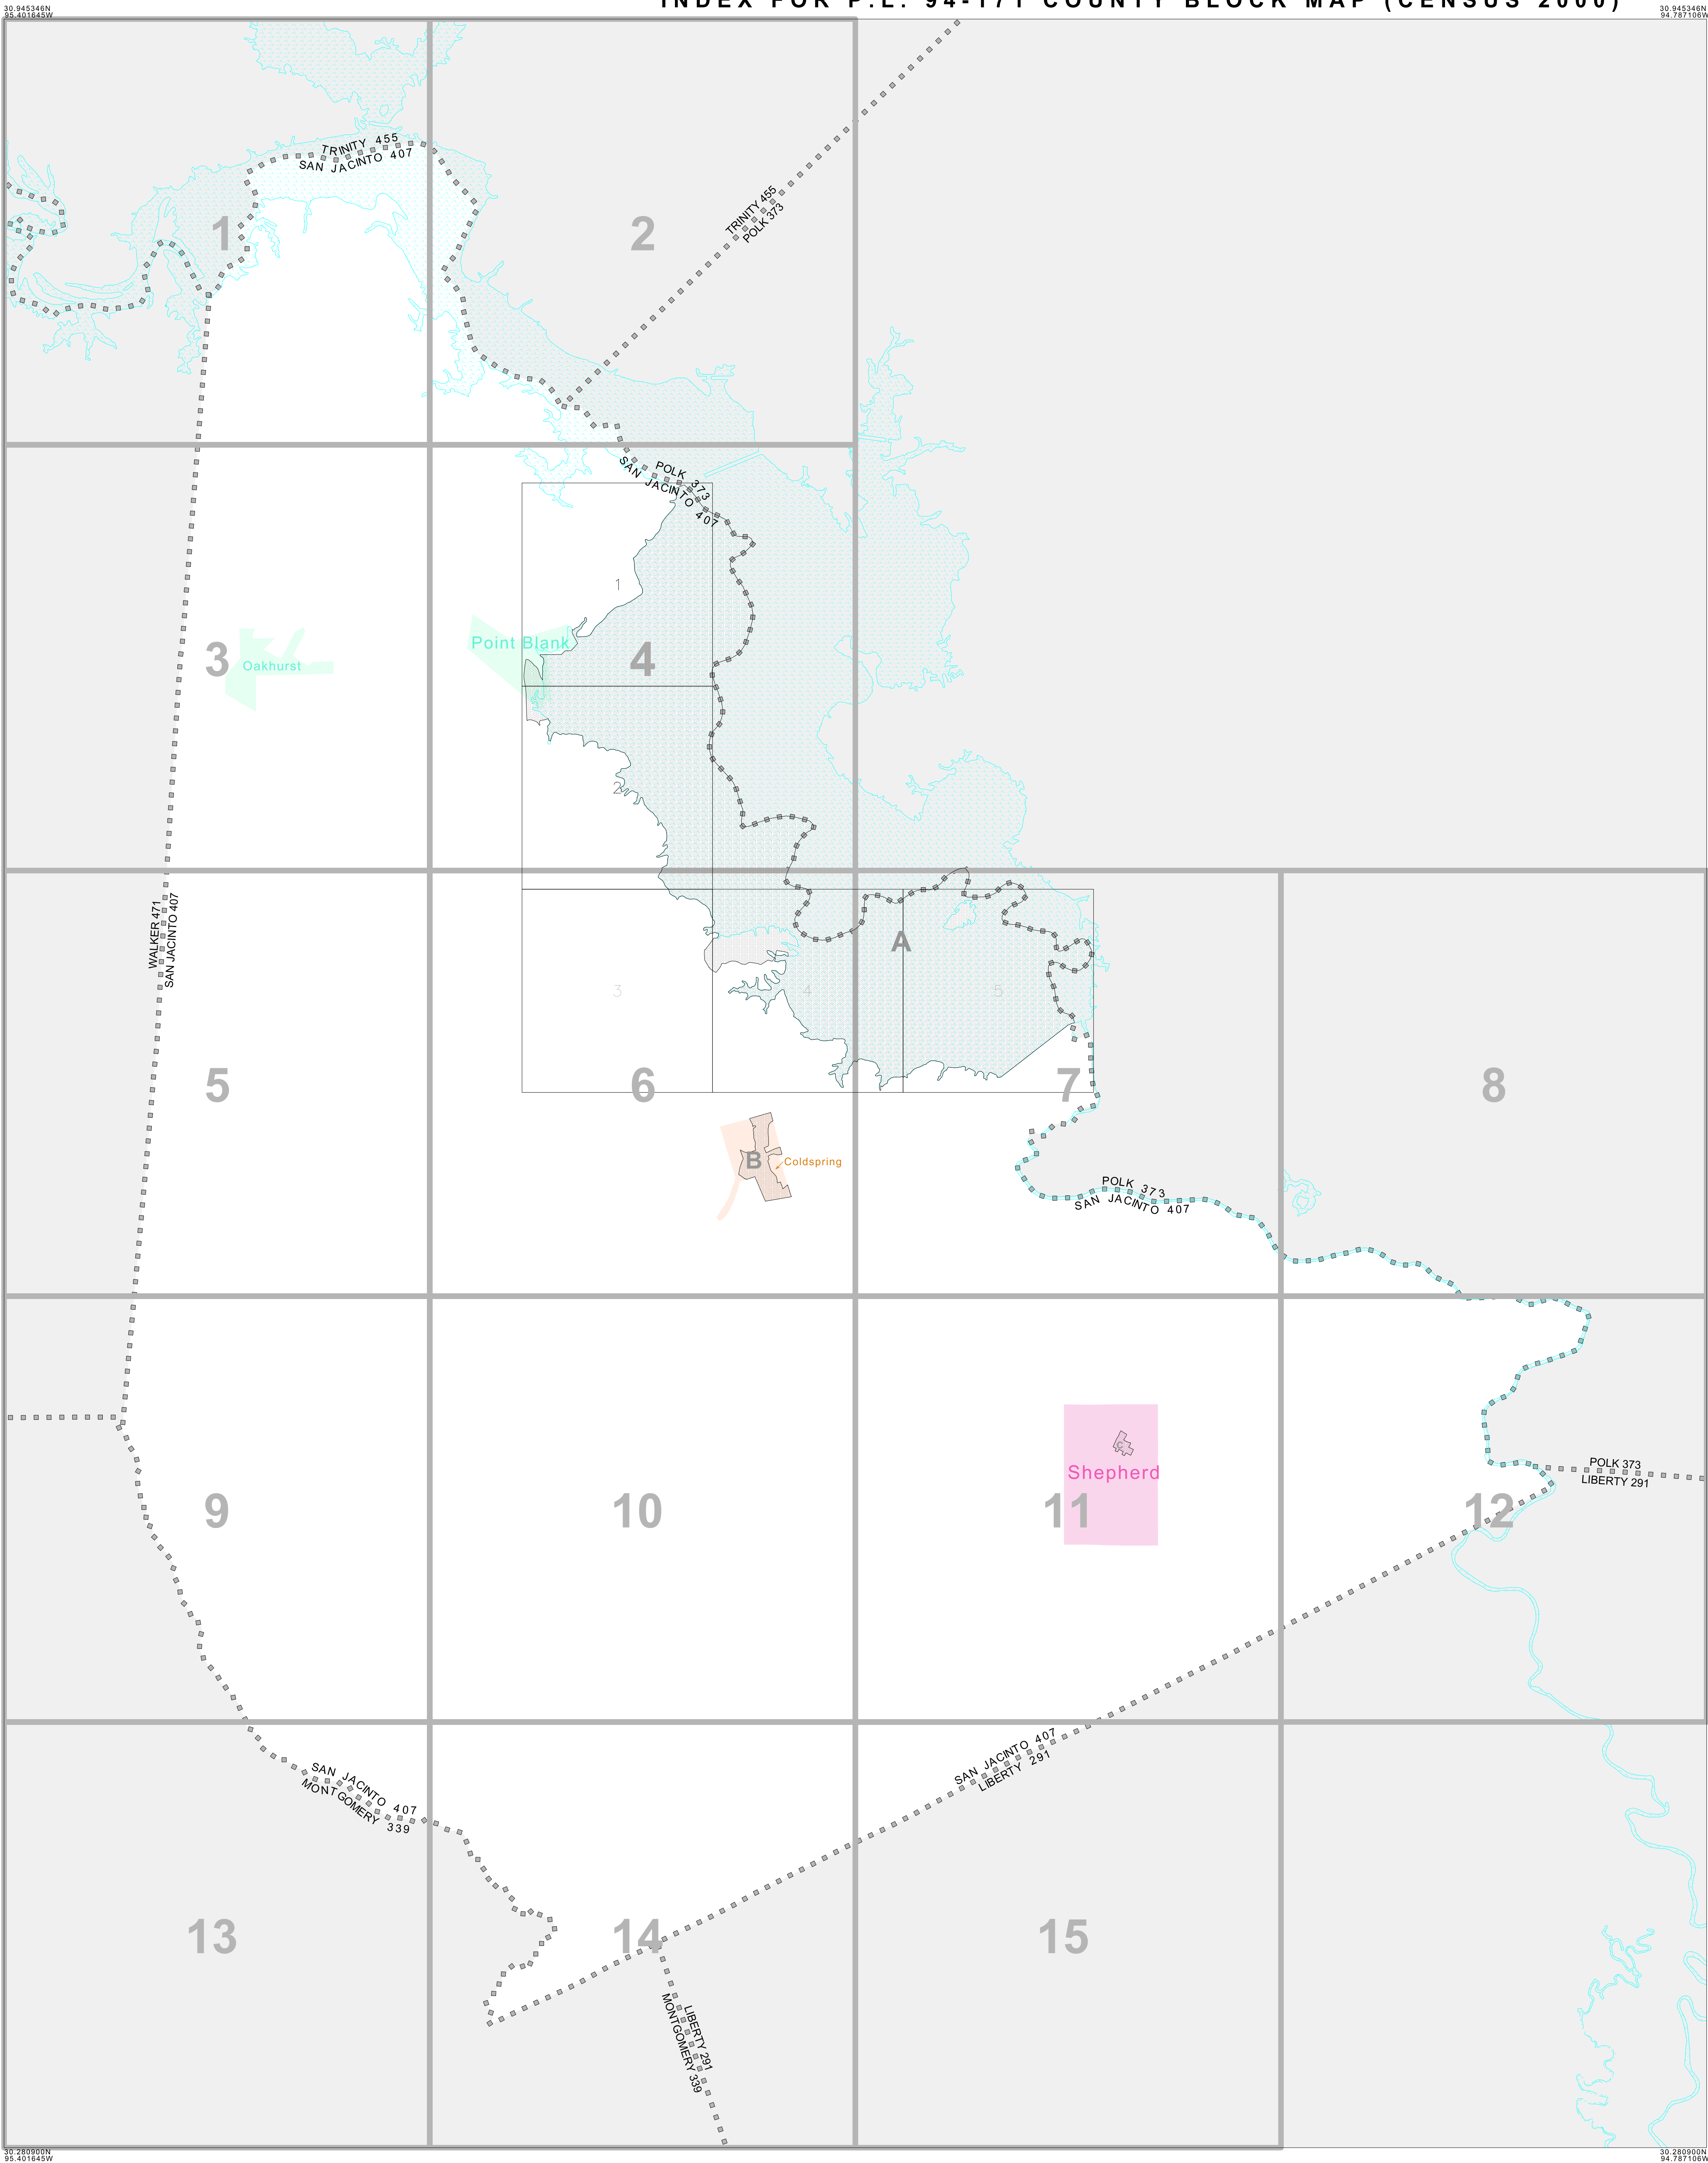 INDEX FOR P.L. 94-171 COUNTY BLOCK MAP (CENSUS 2000)
30.945346N
95.401645W
30.945346N
94.787106W
TRINITY 455
SAN JACINTO 407
TRINITY 455
POLK 373
1
2
POLK 373
SAN JACINTO 407
1
Point Blank
3
Oakhurst
4
2
WALKER 471
SAN JACINTO 407
A
3
4
5
5
6
7
8
B
Coldspring
POLK 373
SAN JACINTO 407
C
Shepherd
POLK 373
LIBERTY 291
9
10
11
12
SAN JACINTO 407
LIBERTY 291
SAN JACINTO 407
MONTGOMERY 339
13
14
15
LIBERTY 291
MONTGOMERY 339
30.280900N
95.401645W
30.280900N
94.787106W